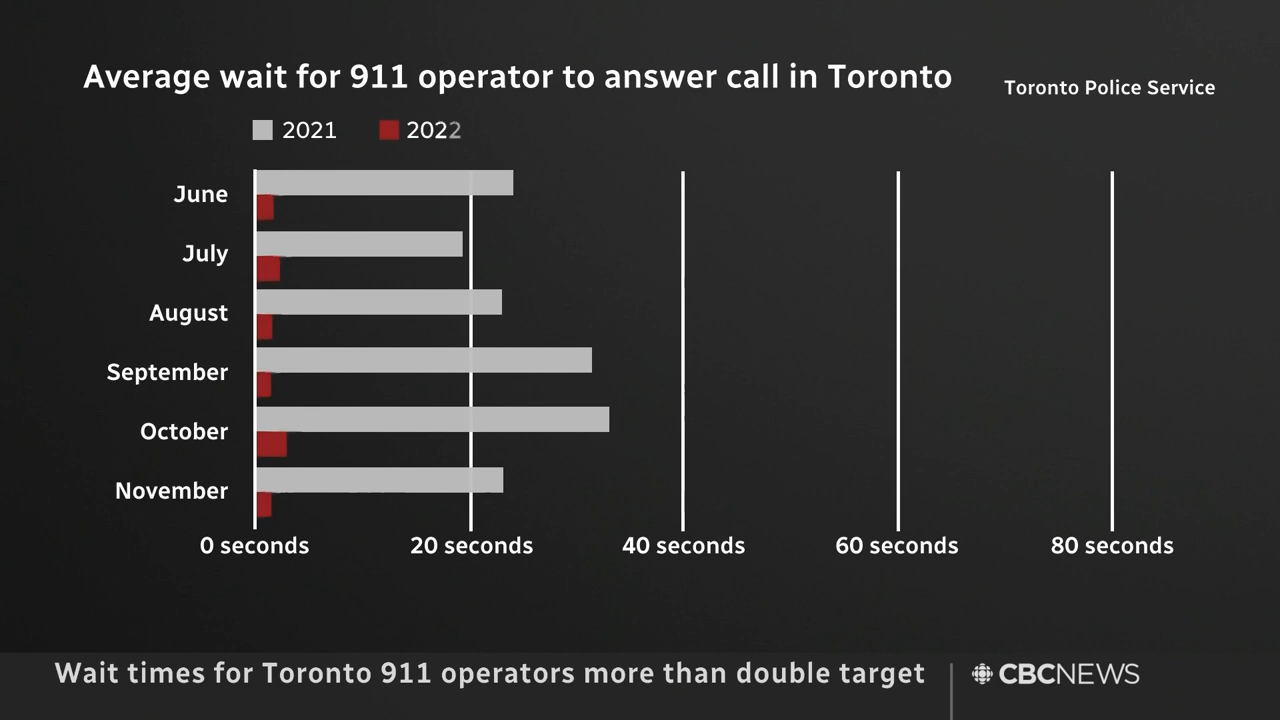 Average wait for 911 operator to answer call in Toronto
Toronto Police Service
2021
2022
June
July
August
September
October
November
0 seconds
20 seconds
40 seconds
60 seconds
80 seconds
Wait times for Toronto 911 operators more than double target
CBCNEWS